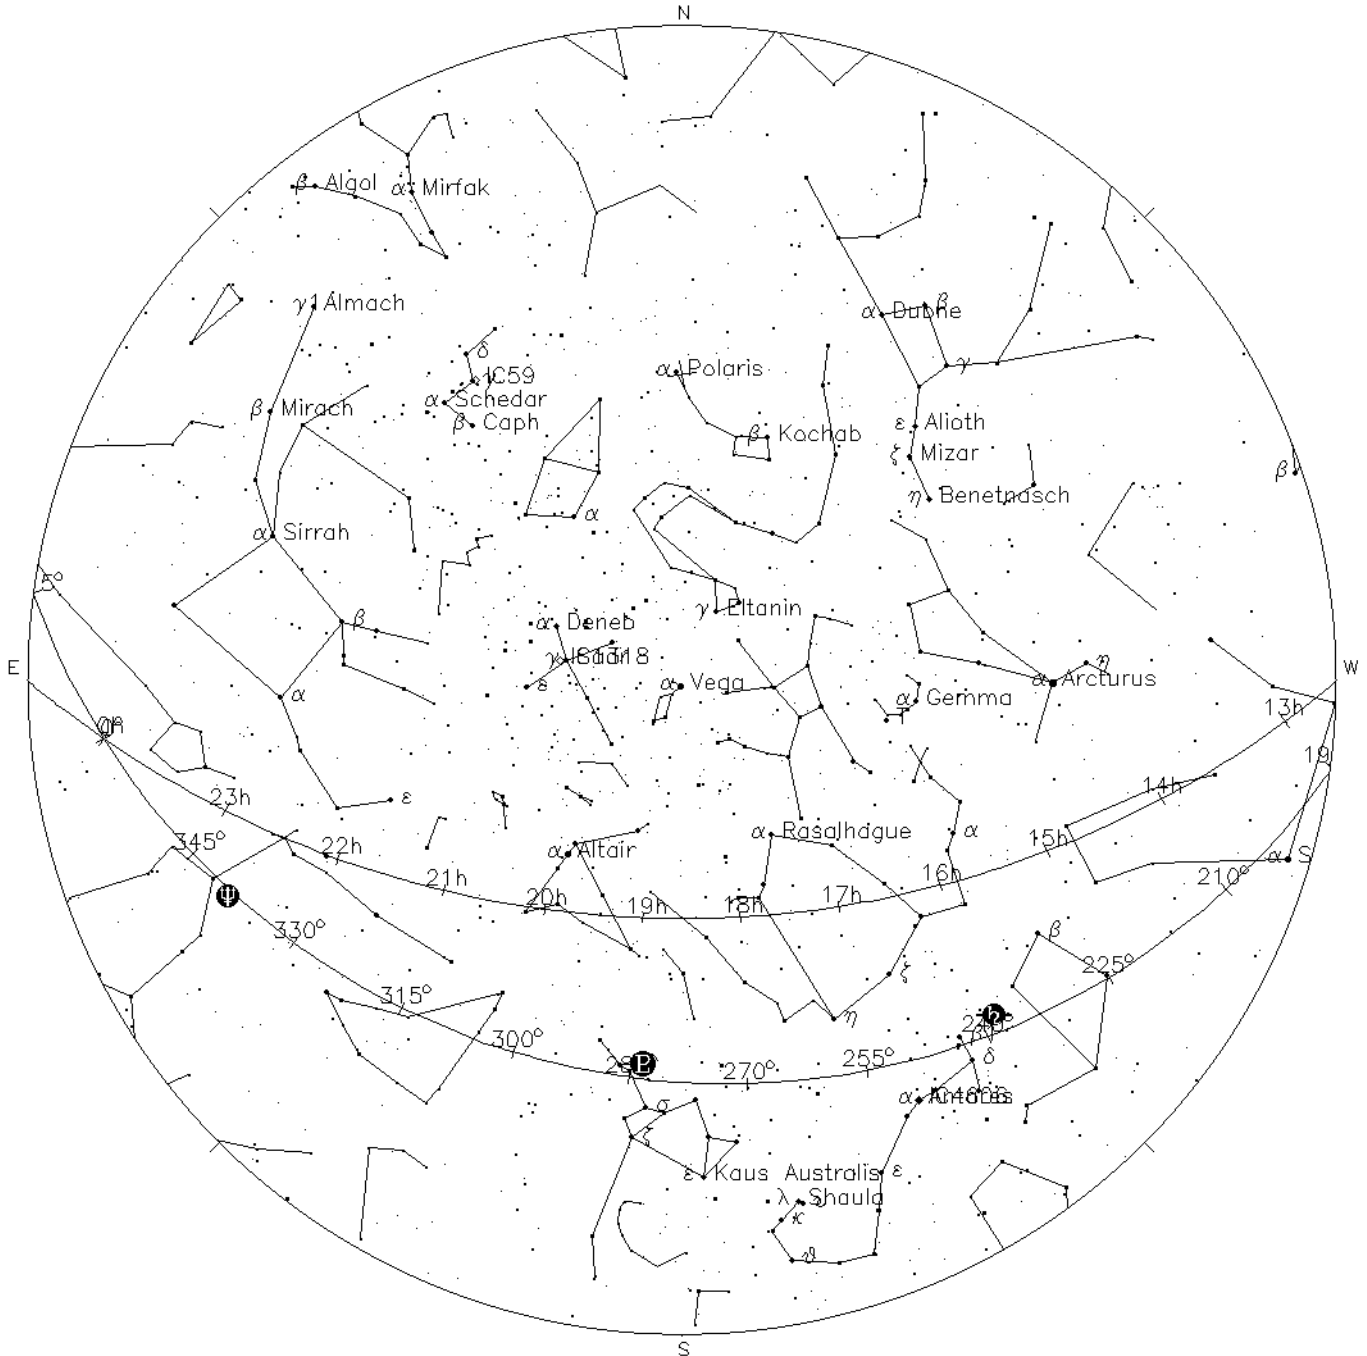 N
β Algol
α Mirfak
γ1 Almach
α Dubhe
β
δ
α Polaris
γ
IC59 γ
α Schedar
β Mirach
β Caph
ε Alioth
β Kochab
ζ Mizar
β
η Benetnasch
α
α Sirrah
5°
γ Eltanin
β
α Deneb
γ
η
E
W
α Vega
α Arcturus
ε
α
α Gemma
13h
19
23h
ε
14h
α Rasalhague
α
15h
345°
22h
α Altair
α S
21h
20h
19h
18h
17h
16h
210°
Ψ
330°
β
225°
ζ
315°
η
300°
P
270°
255°
δ
σ
α Antares
ζ
ε Kaus Australis
ε
λ Shaula
κ
ϑ
S